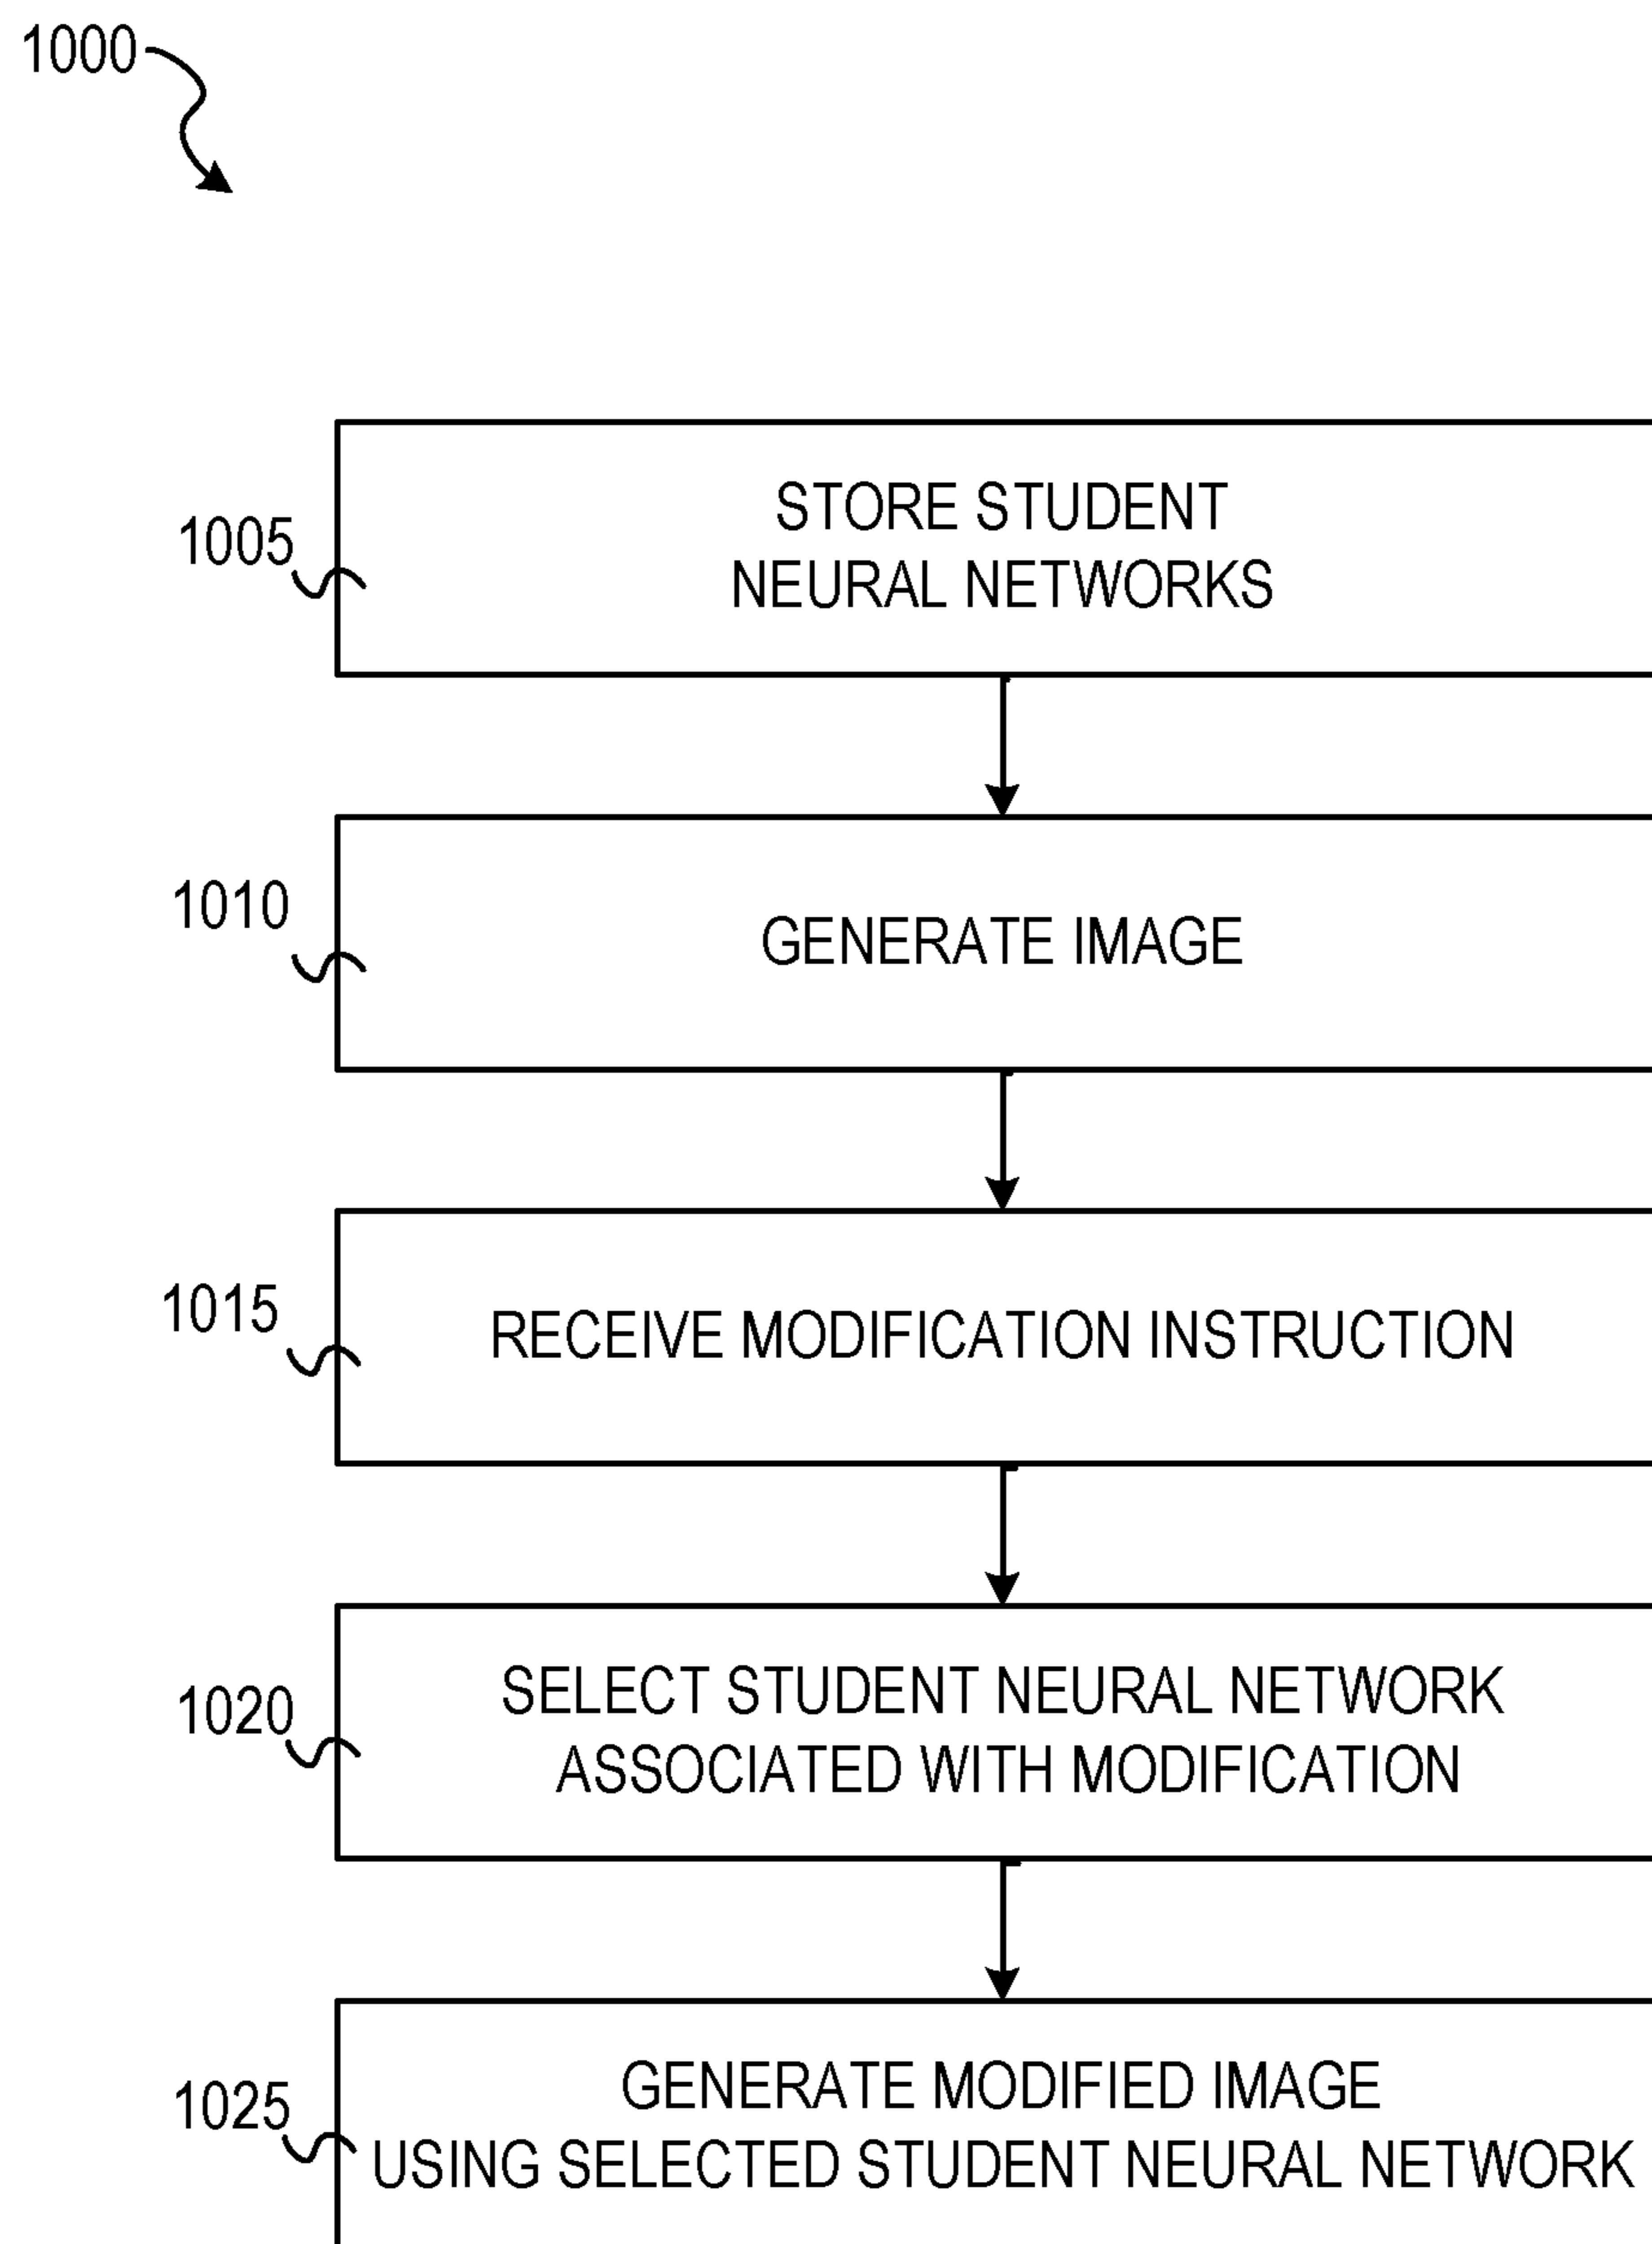 1000
1005
STORE STUDENT
NEURAL NETWORKS
1010
GENERATE IMAGE
1015
RECEIVE MODIFICATION INSTRUCTION
1020
SELECT STUDENT NEURAL NETWORK
ASSOCIATED WITH MODIFICATION
1025
GENERATE MODIFIED IMAGE
USING SELECTED STUDENT NEURAL NETWORK